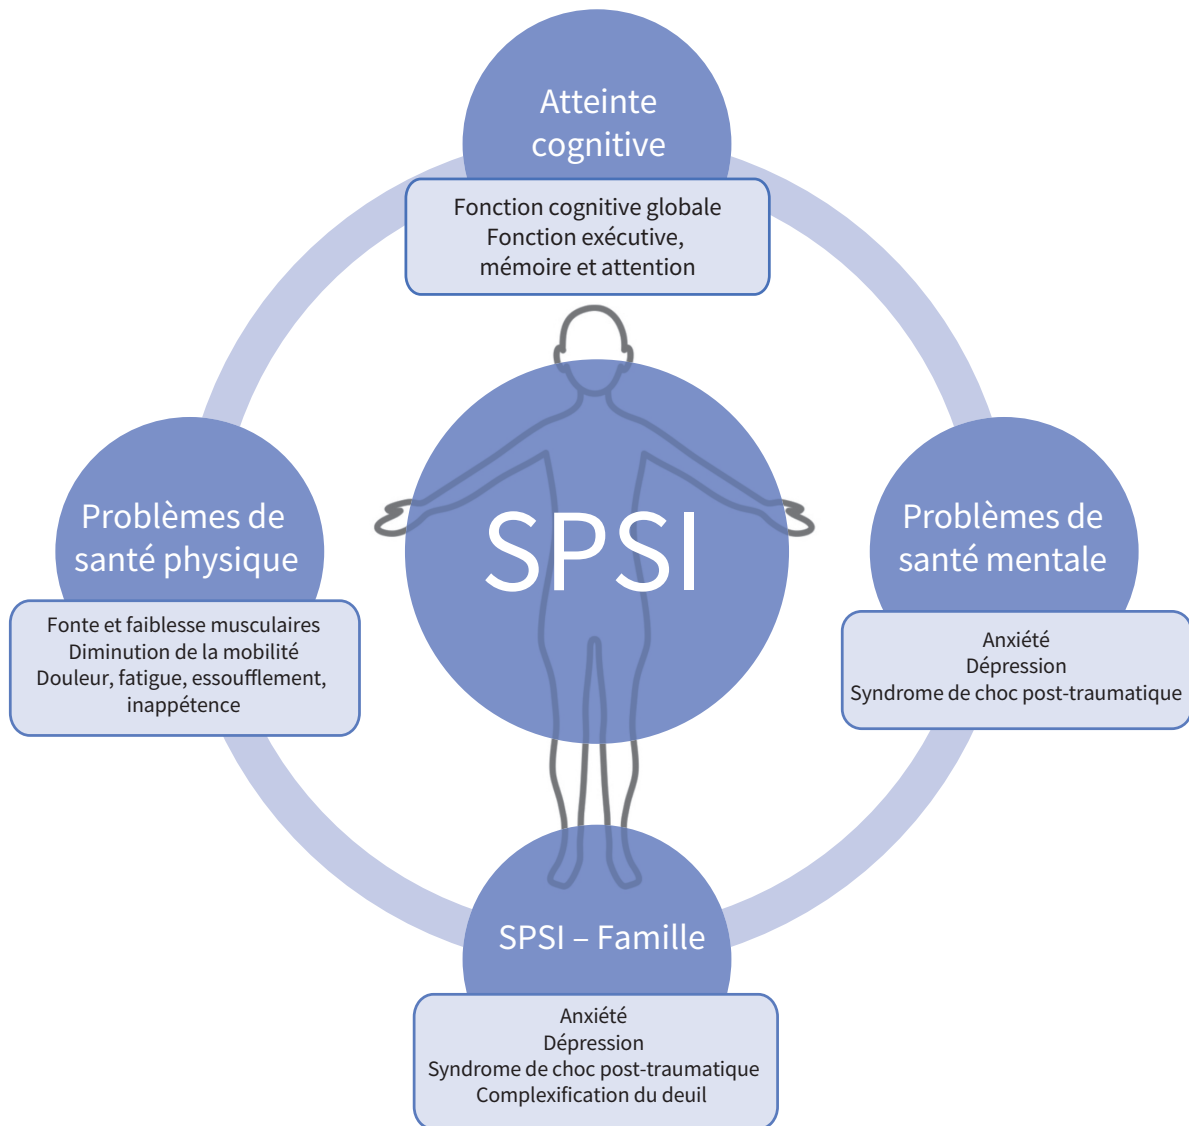 Atteinte
cognitive
Fonction cognitive globale
Fonction exécutive,
mémoire et attention
Problèmes de
santé physique
Fonte et faiblesse musculaires
Diminution de la mobilité
Douleur, fatigue, essoufflement,
inappétence
SPSI
Problèmes de
santé mentale
Anxiété
Dépression
Syndrome de choc post-traumatique
SPSI – Famille
Anxiété
Dépression
Syndrome de choc post-traumatique
Complexification du deuil